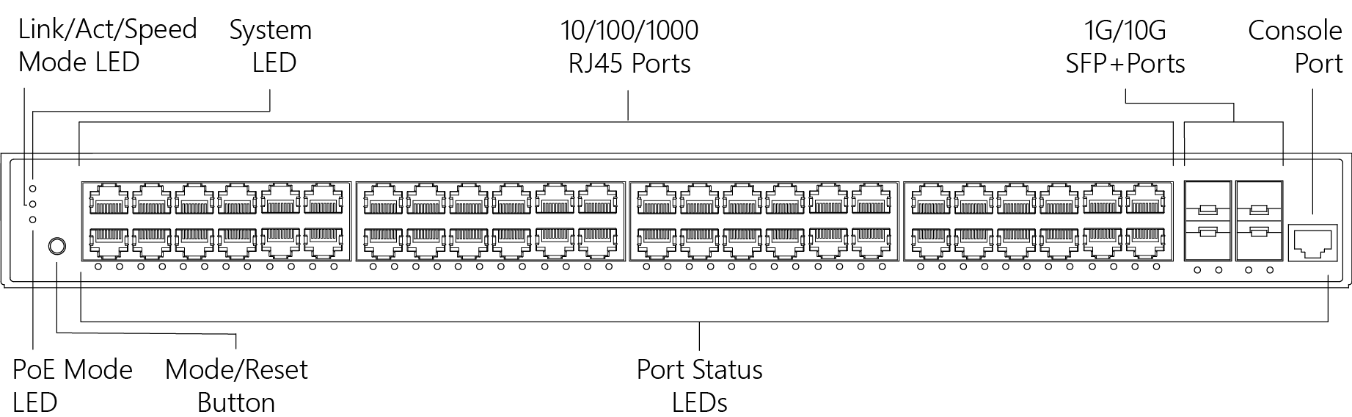 Link/Act/Speed
Mode LED
System
LED
10/100/1000
RJ45 Ports
1G/10G
SFP+Ports
Console
Port
PoE Mode
LED
Mode/Reset
Button
Port Status
LEDs